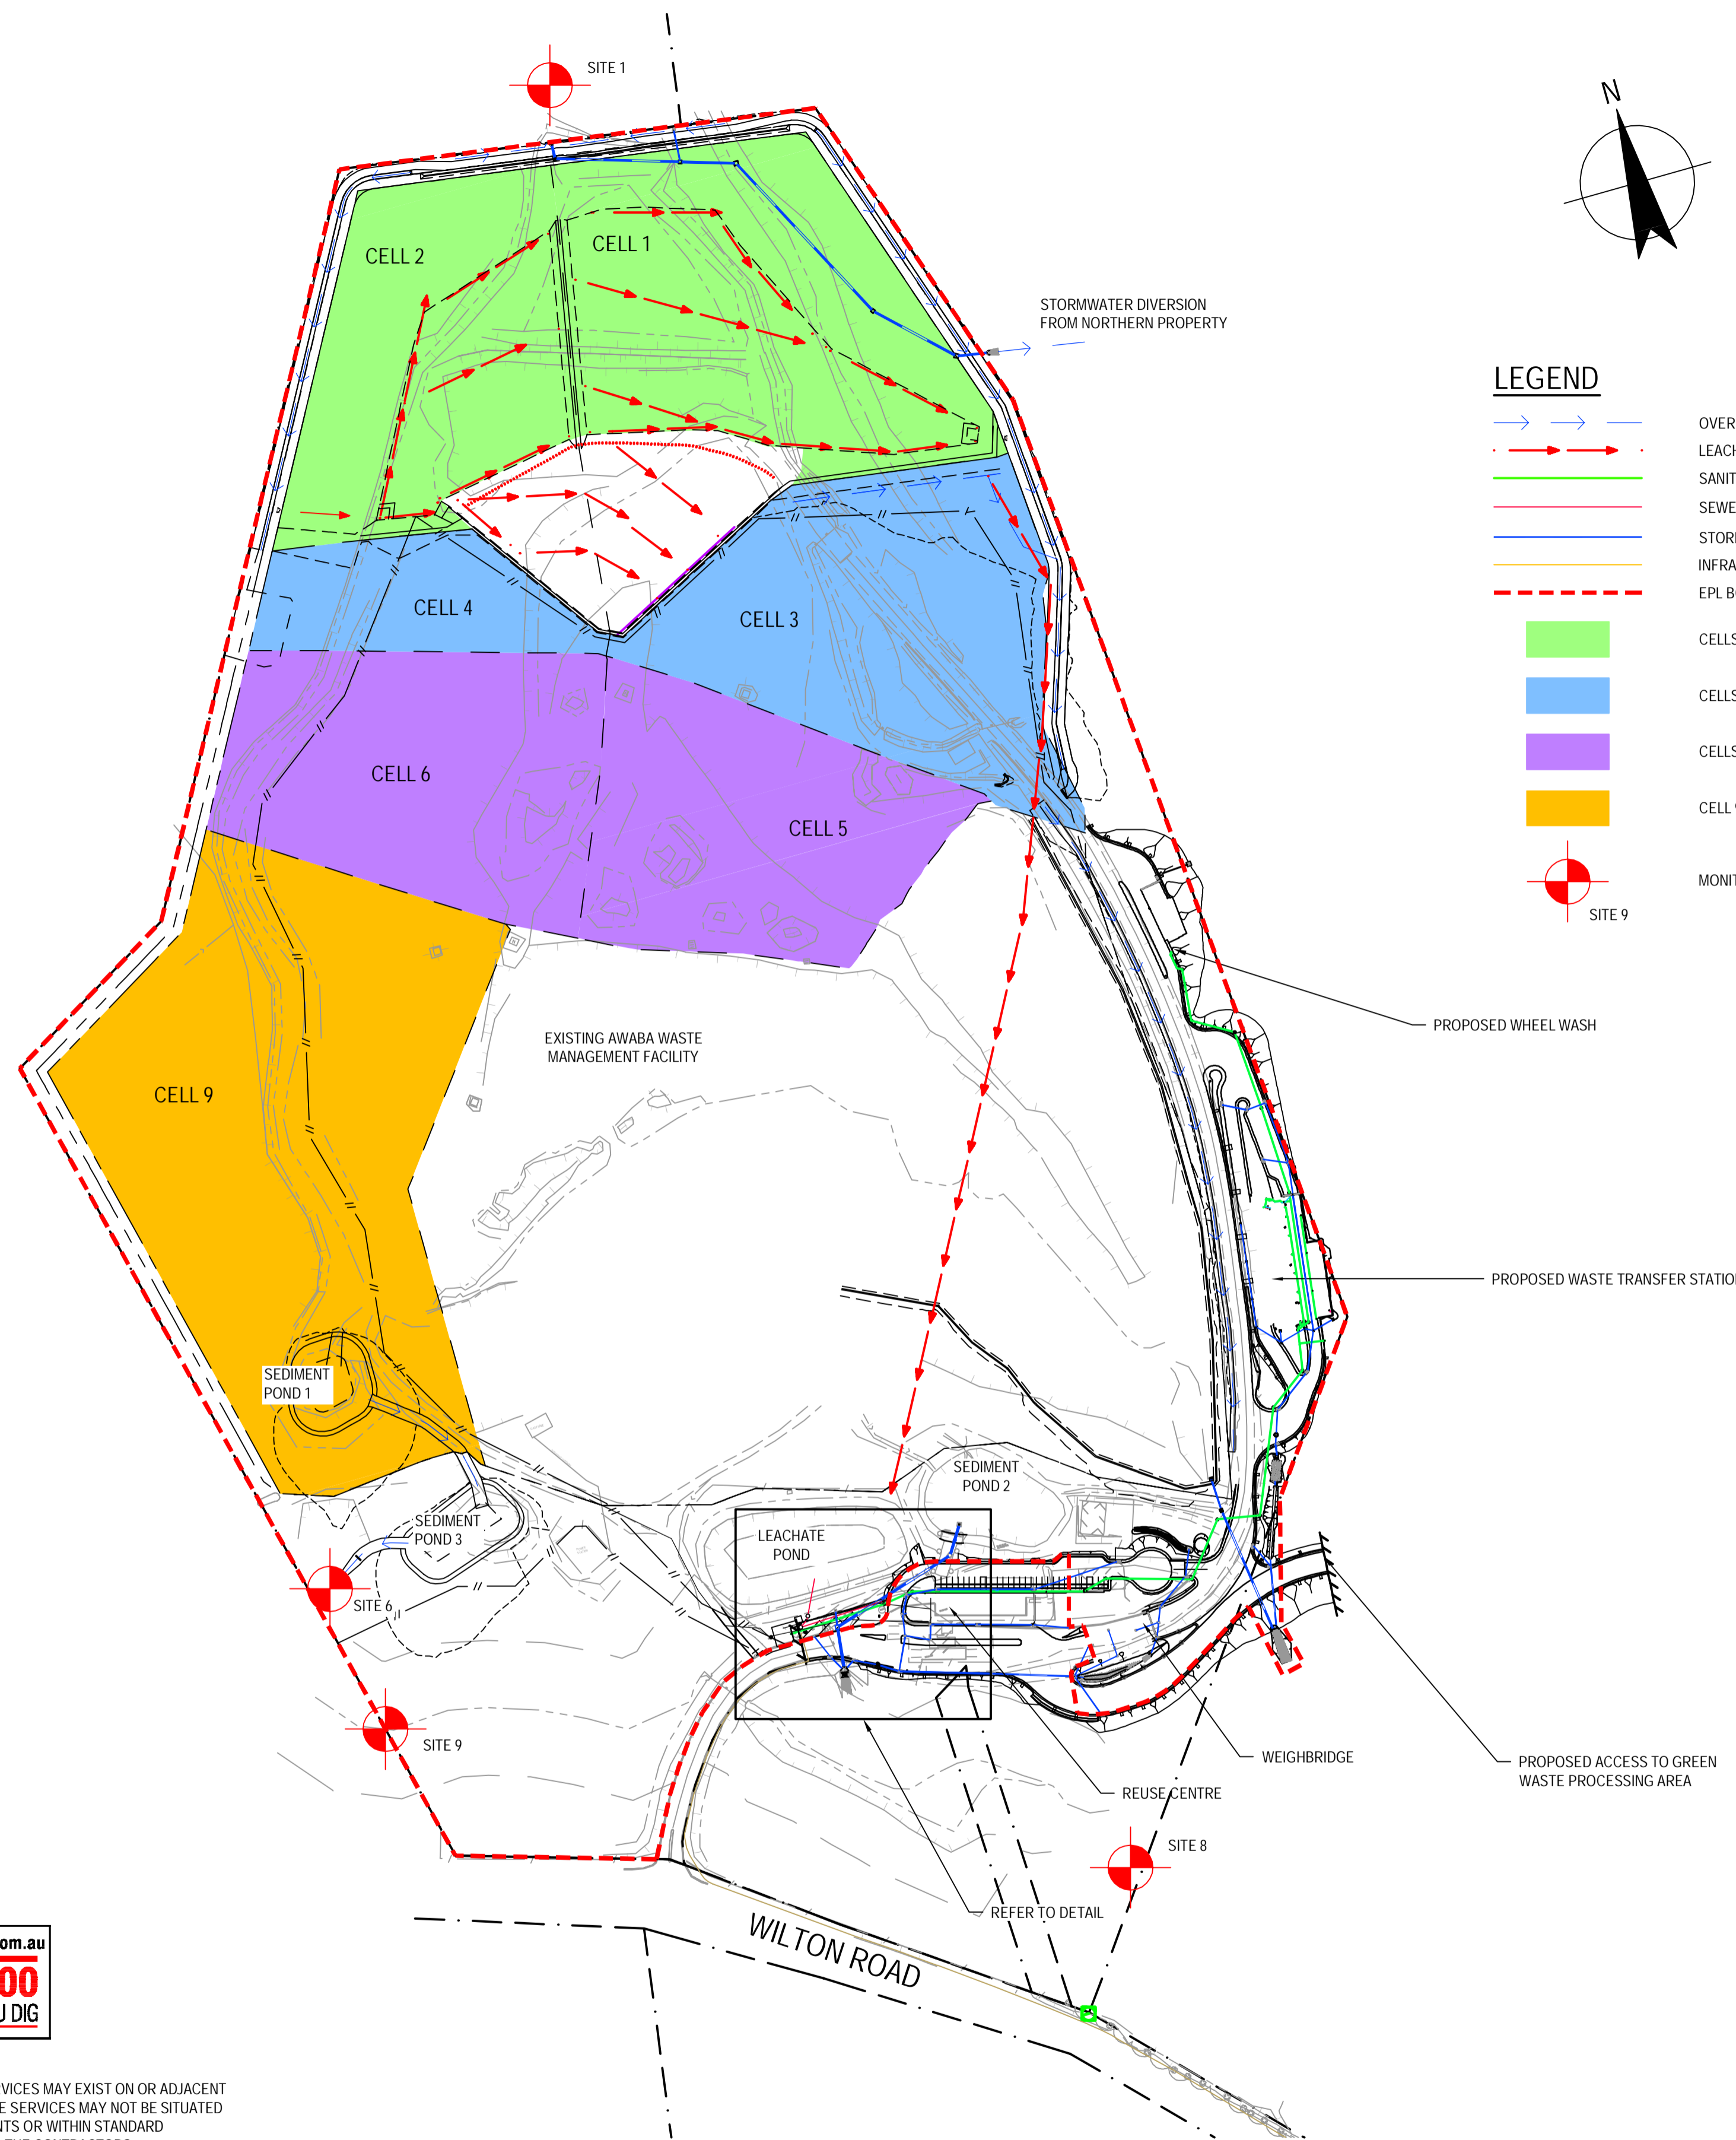 SITE 1
N
CELL 2
CELL 1
STORMWATER DIVERSION
FROM NORTHERN PROPERTY
LEGEND
OVER
LEACH
SANIT
SEWE
STOR
INFRA
EPL B
CELLS
CELLS
CELLS
CELL
MONIT
SITE 9
CELL 4
CELL 3
CELL 6
CELL 5
EXISTING AWABA WASTE
MANAGEMENT FACILITY
PROPOSED WHEEL WASH
CELL 9
PROPOSED WASTE TRANSFER STATION
SEDIMENT
POND 1
SEDIMENT
POND 2
SEDIMENT
POND 3
LEACHATE
POND
SITE 6
SITE 9
WEIGHBRIDGE
REUSE CENTRE
PROPOSED ACCESS TO GREEN
WASTE PROCESSING AREA
SITE 8
REFER TO DETAIL
WILTON ROAD
om.au
00
U DIG
RVICES MAY EXIST ON OR ADJACENT
E SERVICES MAY NOT BE SITUATED
NTS OR WITHIN STANDARD